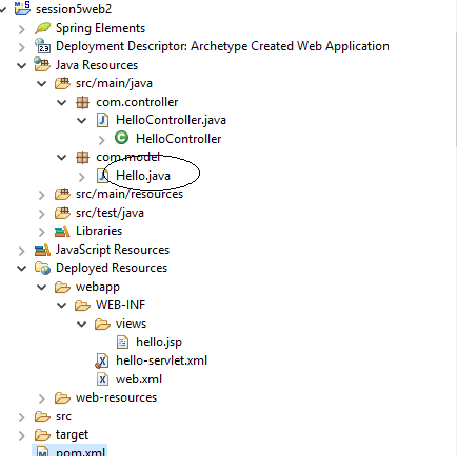 session5web2
Spring Elements
Deployment Descriptor: Archetype Created Web Application
Java Resources
src/main/java
com.controller
HelloController.java
HelloController
com.model
Hello.java
src/main/resources
src/test/java
Libraries
JavaScript Resources
Deployed Resources
webapp
WEB-INF
views
hello.jsp
hello-servlet.xml
web.xml
web-resources
src
target
pom.xml